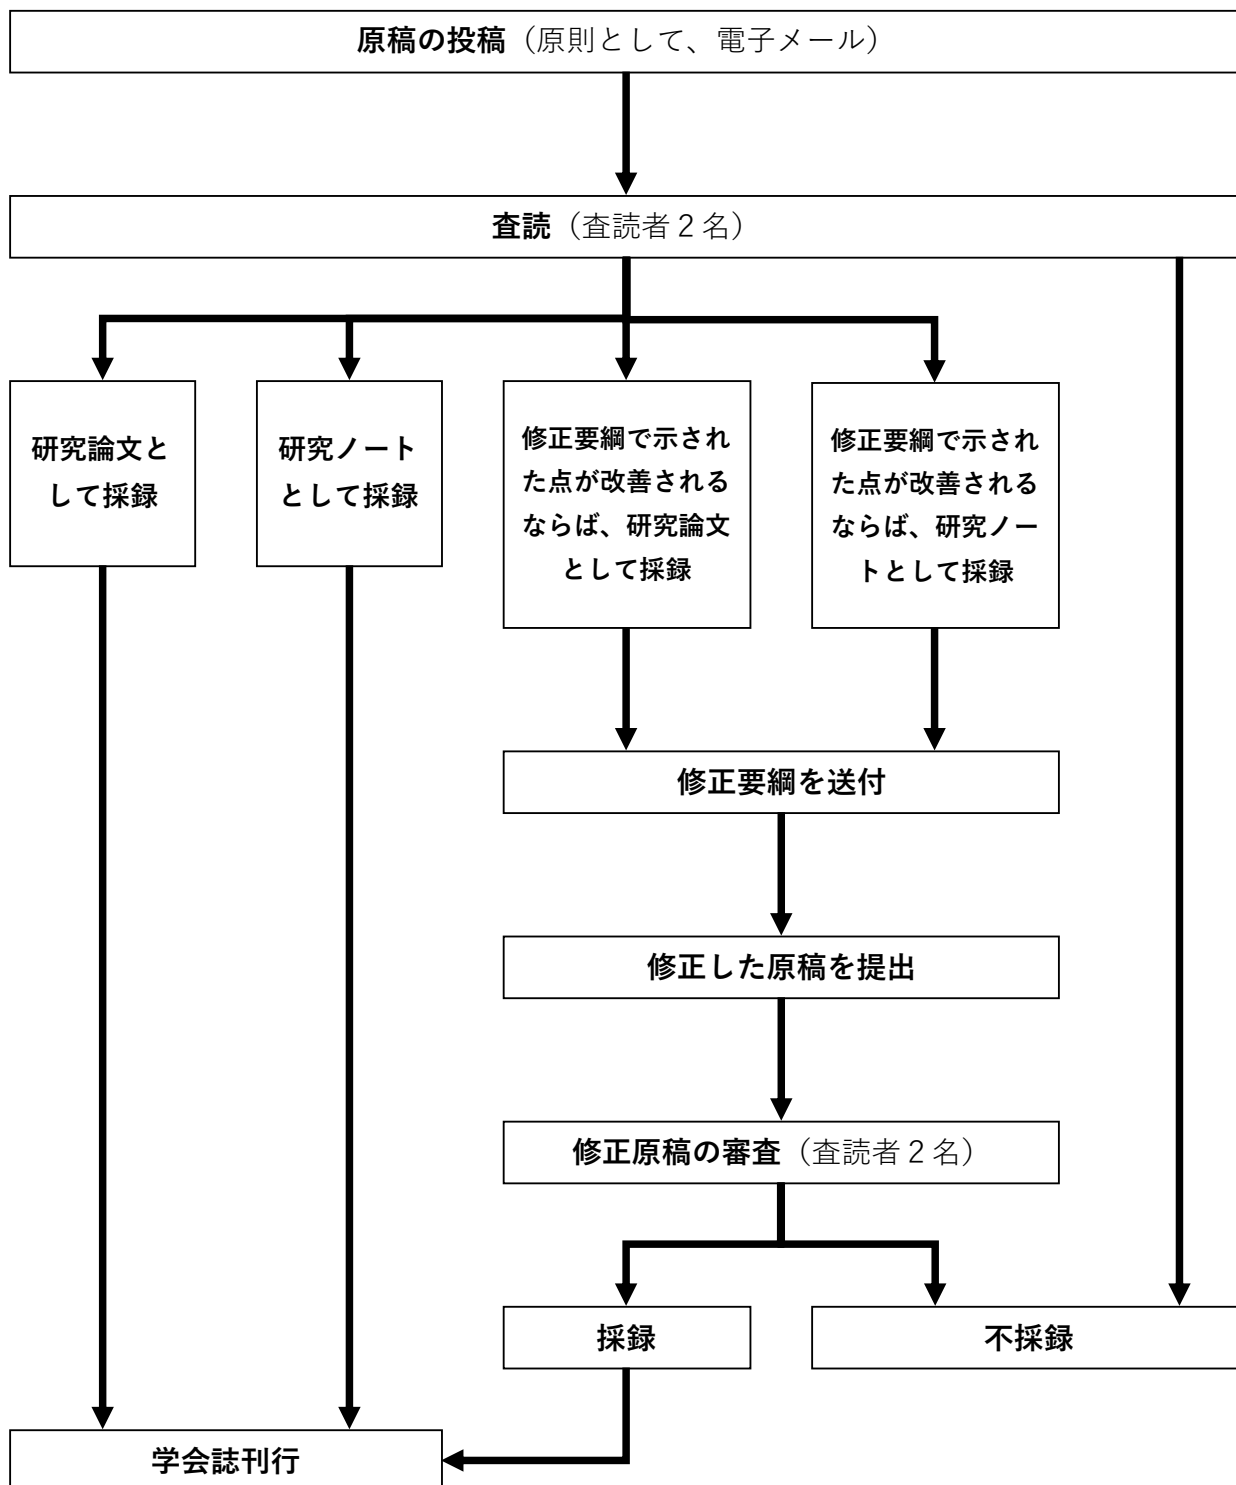 原稿の投稿（原則として、電子メール）
査読（査読者２名）
研究論文と
して採録
研究ノート
として採録
修正要綱で示され
た点が改善される
ならば、研究論文
として採録
修正要綱で示され
た点が改善される
ならば、研究ノー
トとして採録
修正要綱を送付
修正した原稿を提出
修正原稿の審査（査読者２名）
採録
不採録
学会誌刊行